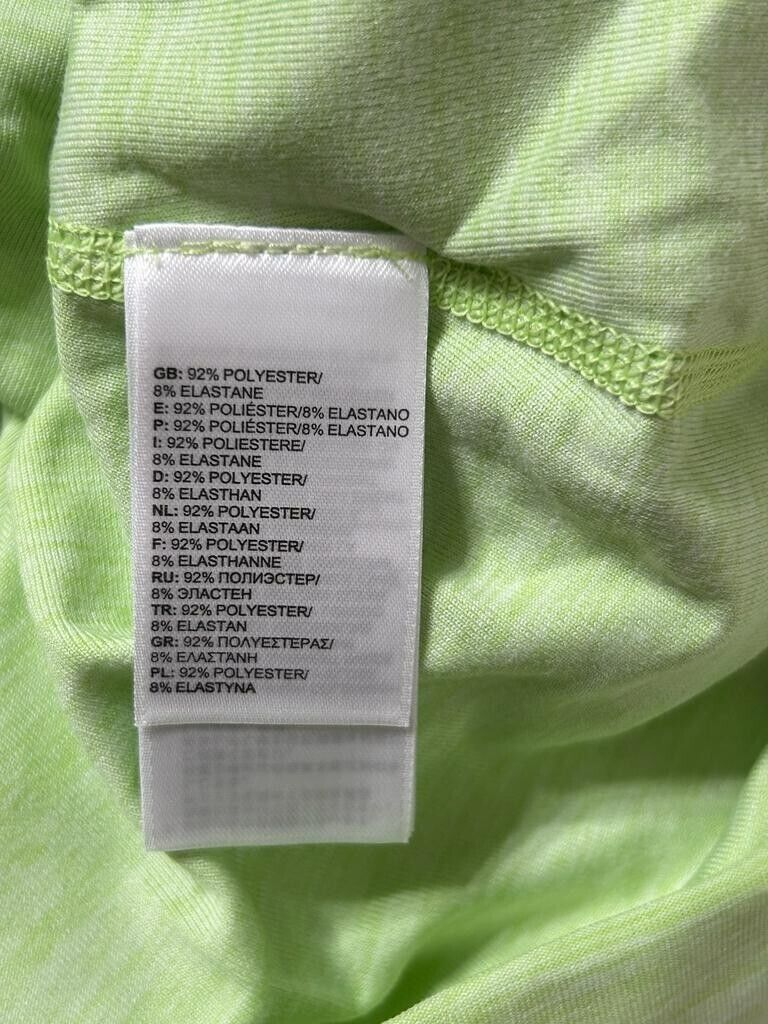 GB: 92% POLYESTER/
8% ELASTANE
E: 92% POLIÉSTER/8% ELASTANO
P: 92% POLIÉSTER/8% ELASTANO
I: 92% POLIESTERE/
8% ELASTANE
D: 92% POLYESTER/
8% ELASTHAN
NL: 92% POLYESTER/
8% ELASTAAN
F: 92% POLYESTER/
8% ELASTHANNE
RU: 92% ПОЛИЭСТЕР/
8% ЭЛАСТЕН
TR: 92% POLYESTER/
8% ELASTAN
GR: 92% ΠΟΛΥΕΣΤΕΡΑΣ/
8% ΕΛΑΣΤΑΝΗ
PL: 92% POLYESTER/
8% ELASTYNA